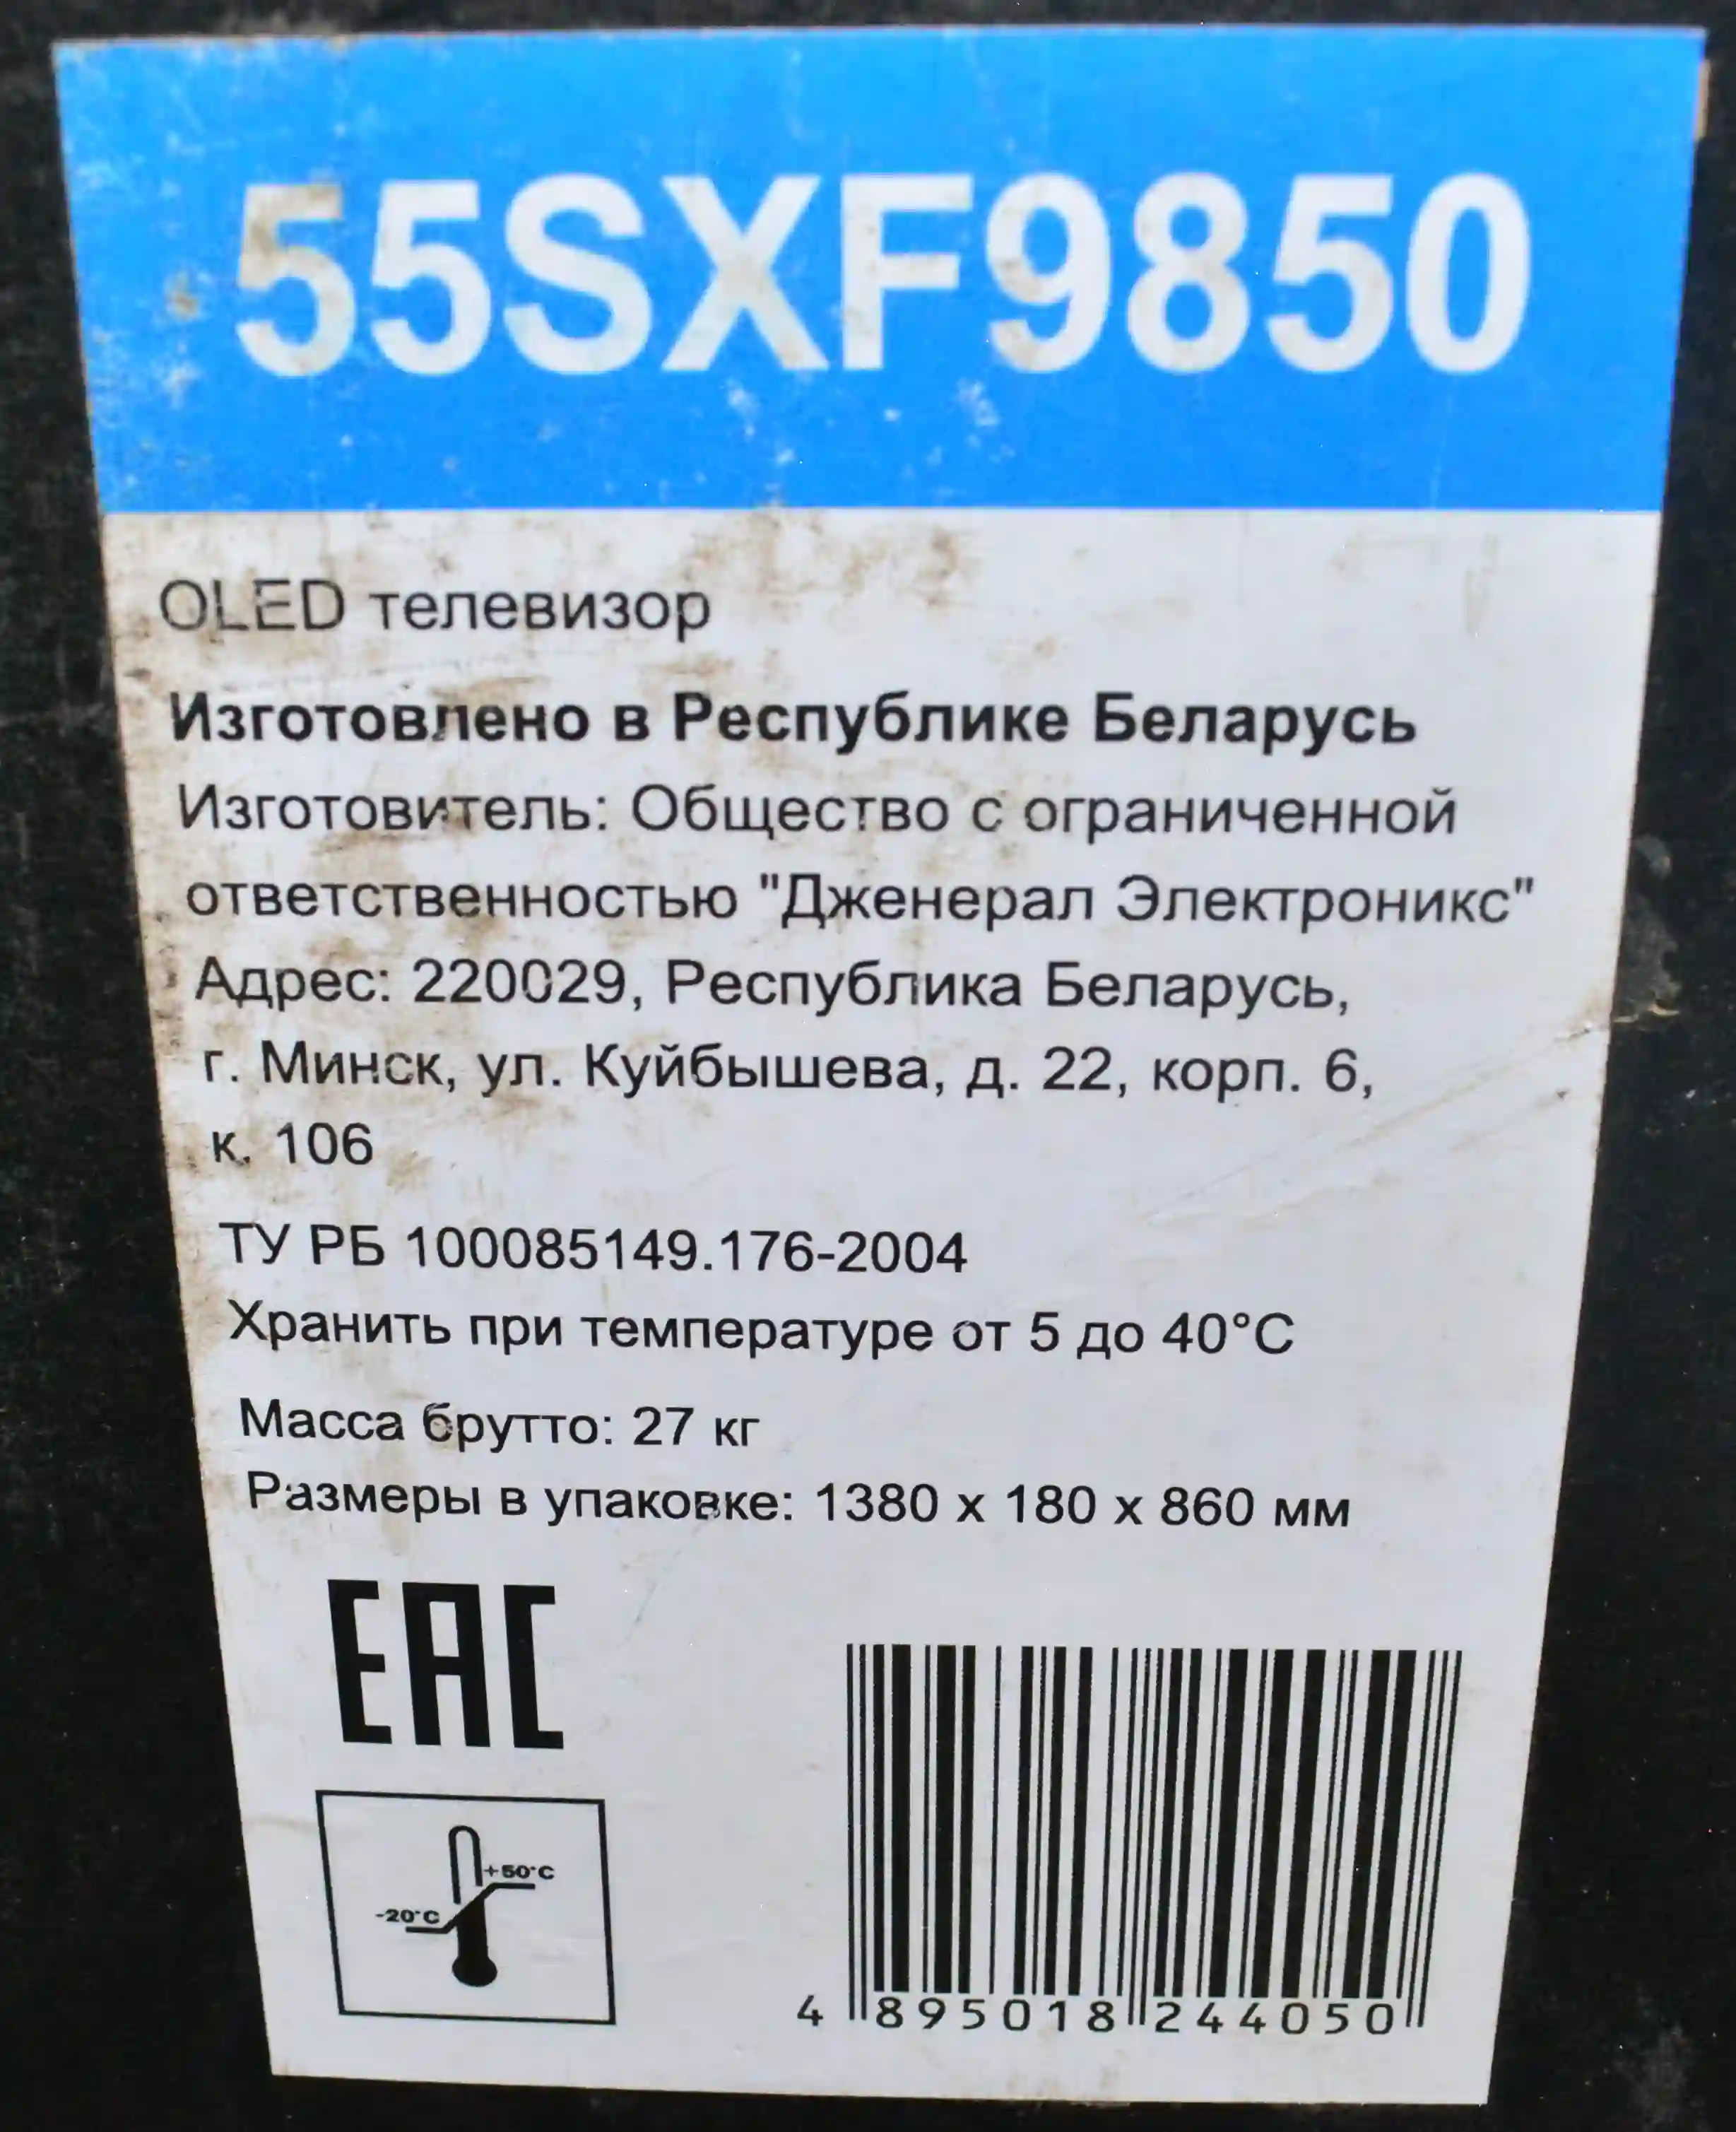 55SXF9850
OLED телевизор
Изготовлено в Республике Беларусь
Изготовитель: Общество с ограниченной
ответственностью "Дженерал Электроникс"
Адрес: 220029, Республика Беларусь,
г. Минск, ул. Куйбышева, д. 22, корп. 6,
к. 106
ТУ РБ 100085149.176-2004
Хранить при температуре от 5 до 40°С
Масса брутто: 27 кг
Размеры в упаковке: 1380 х 180 х 860 мм
EAC
+50°C
-20°C
4 895018 244050